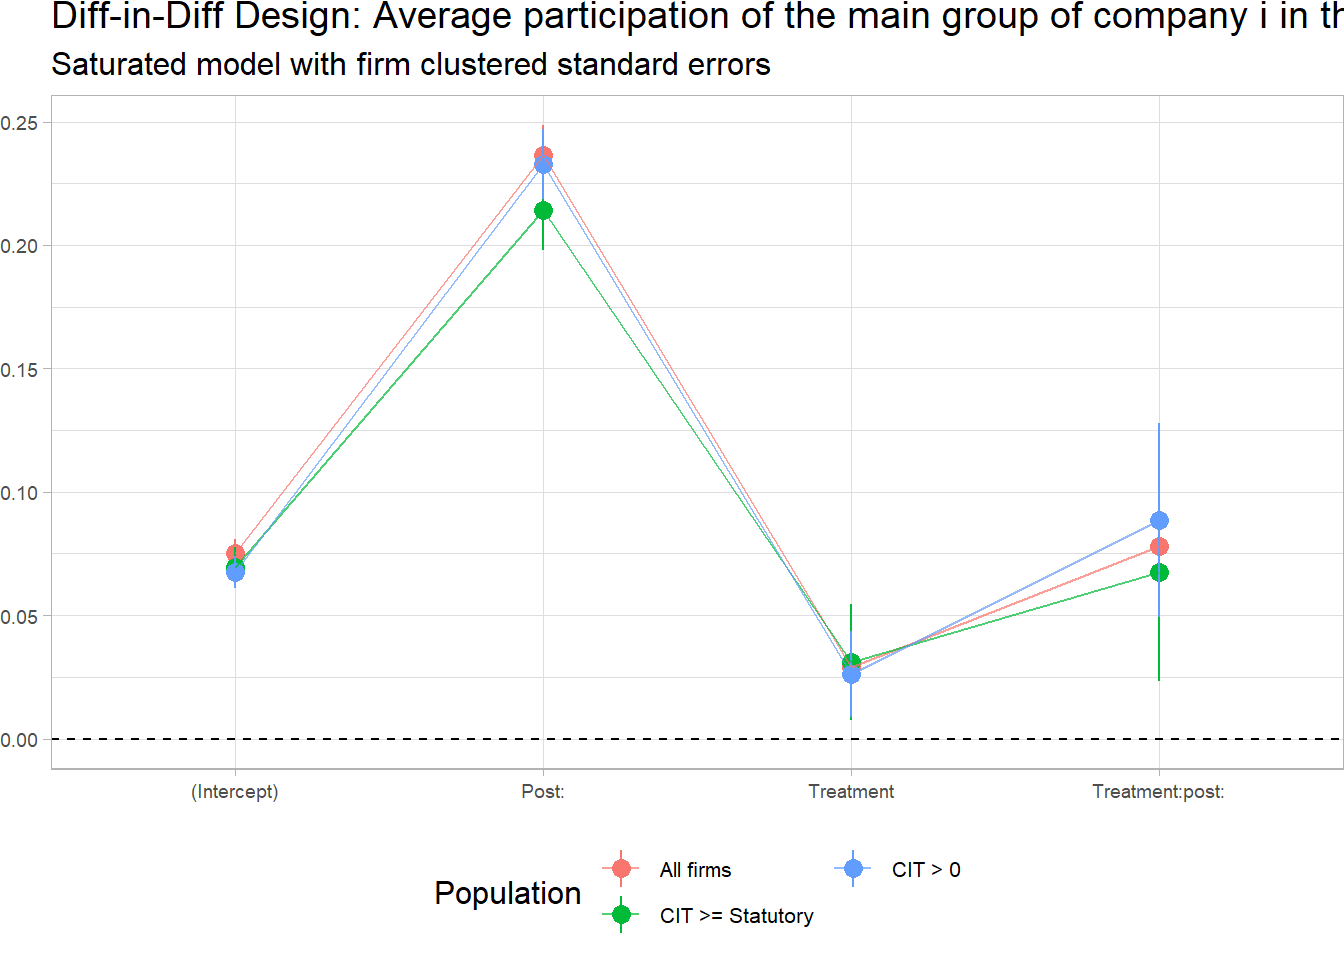 Diff-in-Diff Design: Average participation of the main group of company i in
Saturated model with firm clustered standard errors
0.25
0.20
0.15
0.10
0.05
0.00
(Intercept) Post: Treatment Treatment:post:
Population
All firms
CIT > 0
CIT >= Statutory